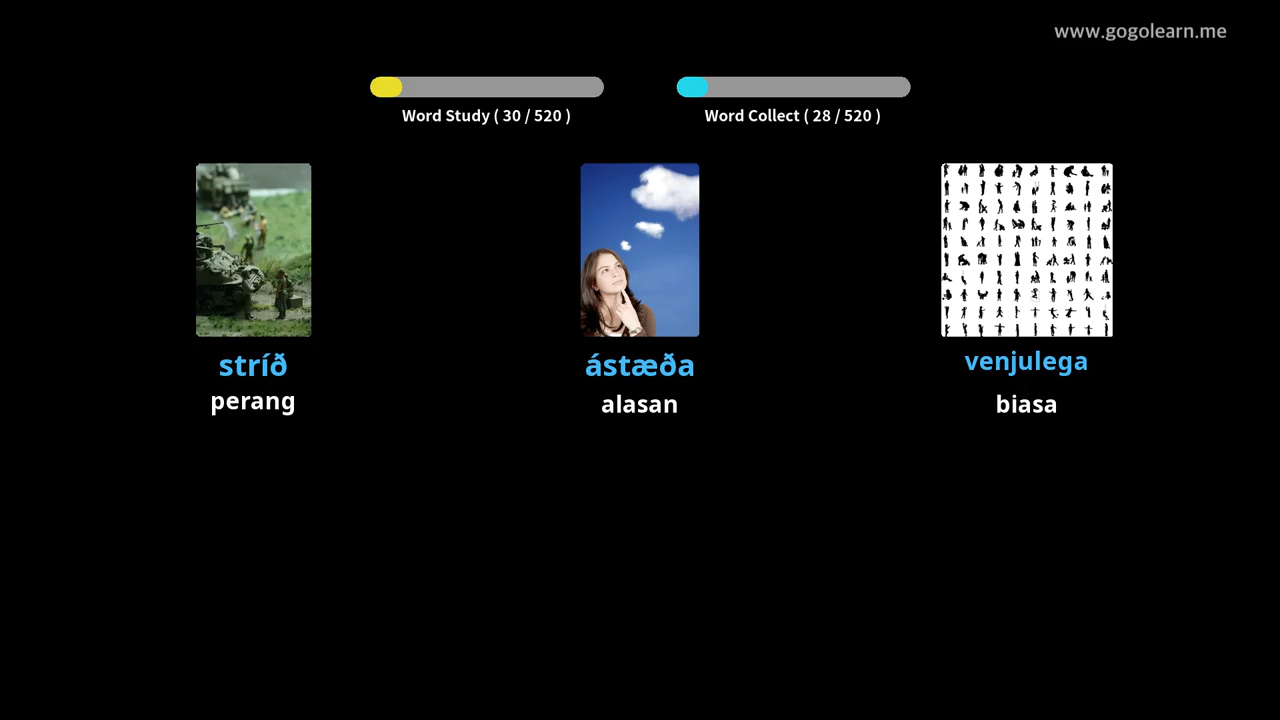 www.gogolearn.me
Word Study ( 30 / 520 )
Word Collect ( 28 / 520 )
stríð
perang
ástæða
alasan
venjulega
biasa